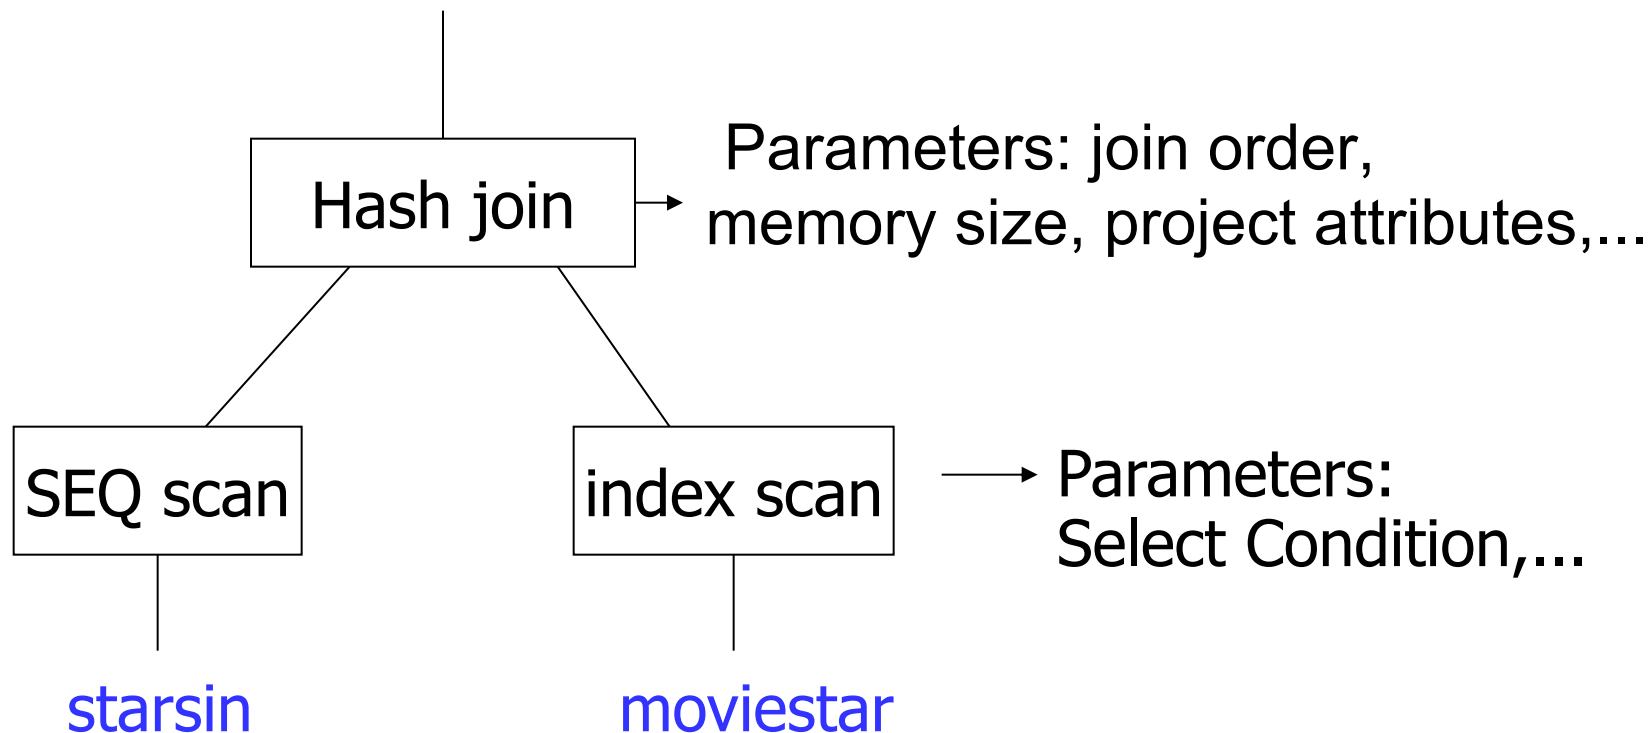 Parameters: join order,
Hash join
memory size, project attributes,...
SEQ scan
index scan
Parameters:
Select Condition,...
starsin
moviestar